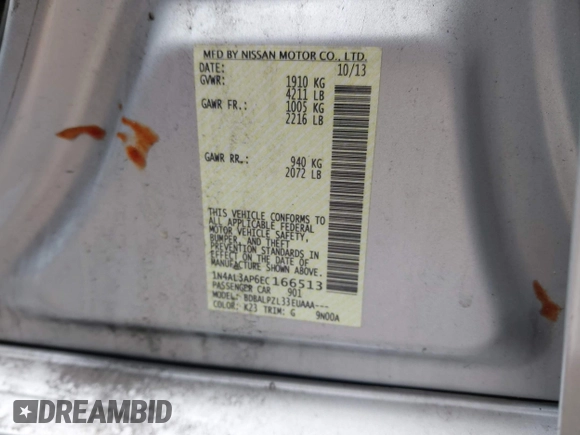 MFD BY NISSAN MOTOR CO., LTD.
DATE: 10/13
GVWR: 1910 KG
4211 LB
GAWR FR.: 1005 KG
2216 LB
GAWR RR.: 940 KG
2072 LB
THIS VEHICLE CONFORMS TO
ALL APPLICABLE FEDERAL
MOTOR VEHICLE SAFETY,
BUMPER, AND THEFT
PREVENTION STANDARDS IN
EFFECT ON THE DATE OF
MANUFACTURE SHOWN ABOVE.
1N4AL3AP6EC166513
PASSENGER CAR 901
MODEL: BDBALPZL33EUAAA---
COLOR: K23 TRIM: G 9N00A
DREAMBID